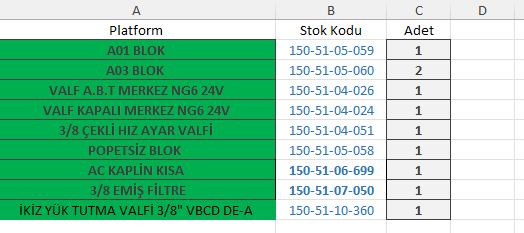 A B C D
Platform Stok Kodu Adet
A01 BLOK 150-51-05-059 1
A03 BLOK 150-51-05-060 2
VALF A.B.T MERKEZ NG6 24V 150-51-04-026 1
VALF KAPALI MERKEZ NG6 24V 150-51-04-024 1
3/8 ÇEKLİ HIZ AYAR VALFİ 150-51-04-051 1
POPETSİZ BLOK 150-51-05-058 1
AC KAPLİN KISA 150-51-06-699 1
3/8 EMİŞ FİLTRE 150-51-07-050 1
İKİZ YÜK TUTMA VALFİ 3/8" VBCD DE-A 150-51-10-360 1